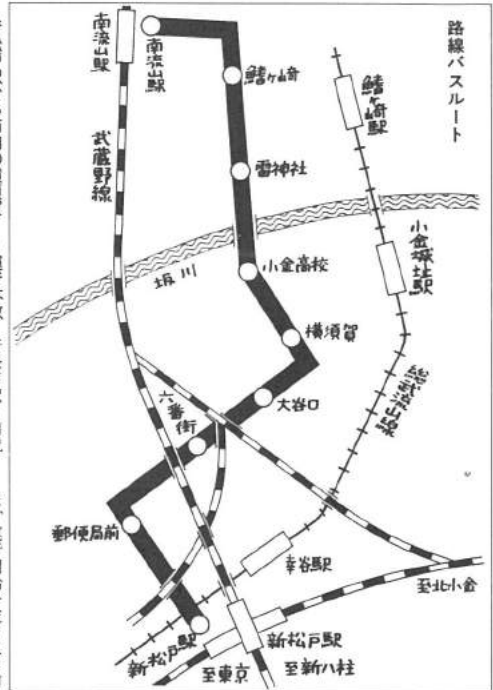 路線バスルート
南流山駅
南流山駅
鰭ヶ崎
鰭ヶ崎駅
武蔵野線
雷神社
小金城址駅
坂川
小金高校
横須賀
総武流山線
大谷口
六番街
郵便局前
幸谷駅
至北小金
新松戸駅
新松戸駅
至東京
至新八柱